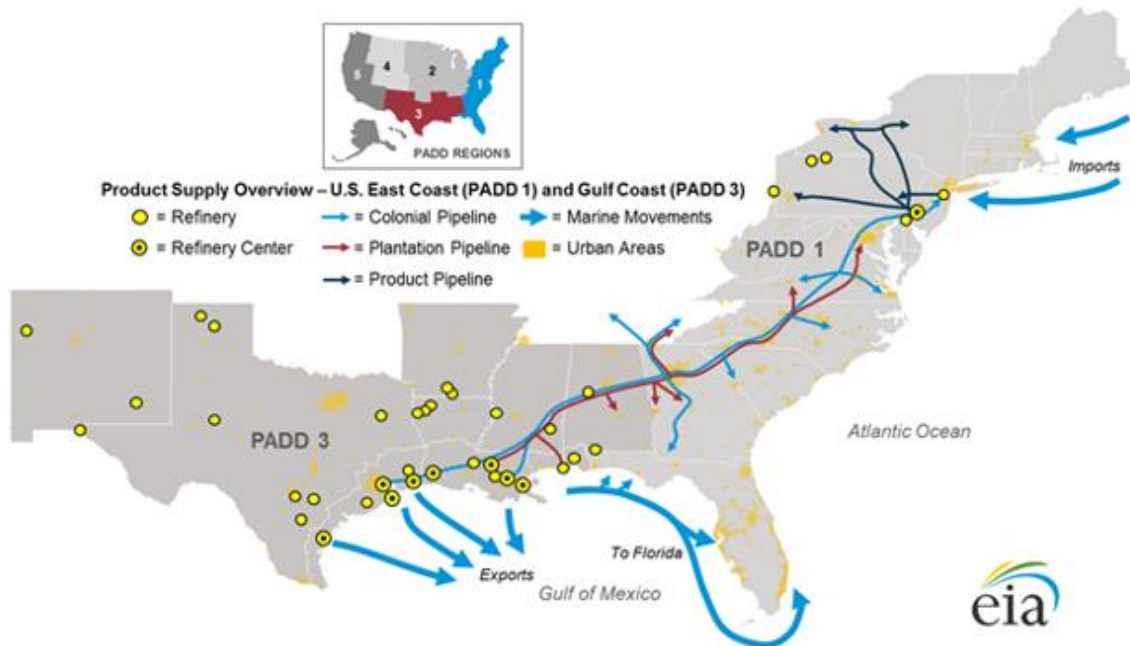 5
4
2
1
3
PADD REGIONS
Product Supply Overview – U.S. East Coast (PADD 1) and Gulf Coast (PADD 3)
= Refinery
= Colonial Pipeline
= Marine Movements
= Refinery Center
= Plantation Pipeline
= Urban Areas
= Product Pipeline
Imports
PADD 1
PADD 3
Atlantic Ocean
To Florida
Exports
Gulf of Mexico
eia